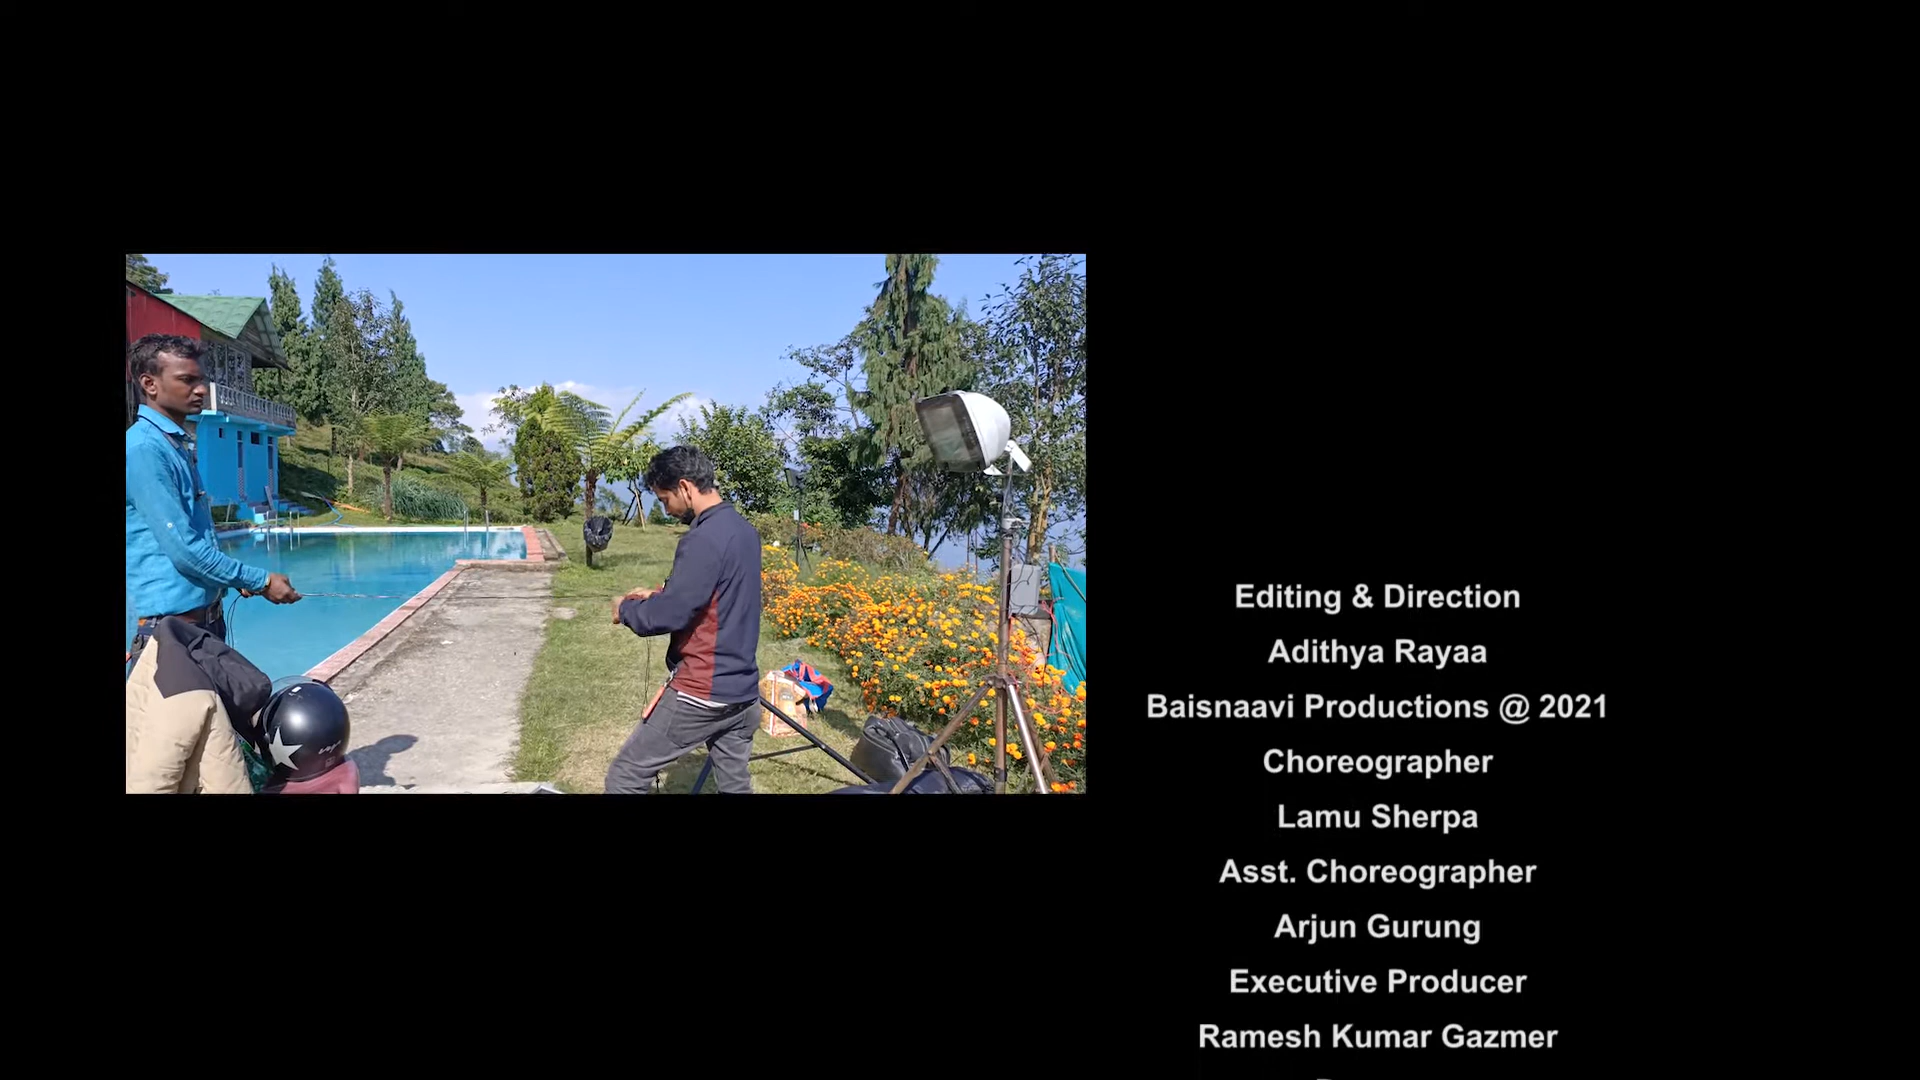 Editing & Direction
Adithya Rayaa
Baisnaavi Productions @ 2021
Choreographer
Lamu Sherpa
Asst. Choreographer
Arjun Gurung
Executive Producer
Ramesh Kumar Gazmer